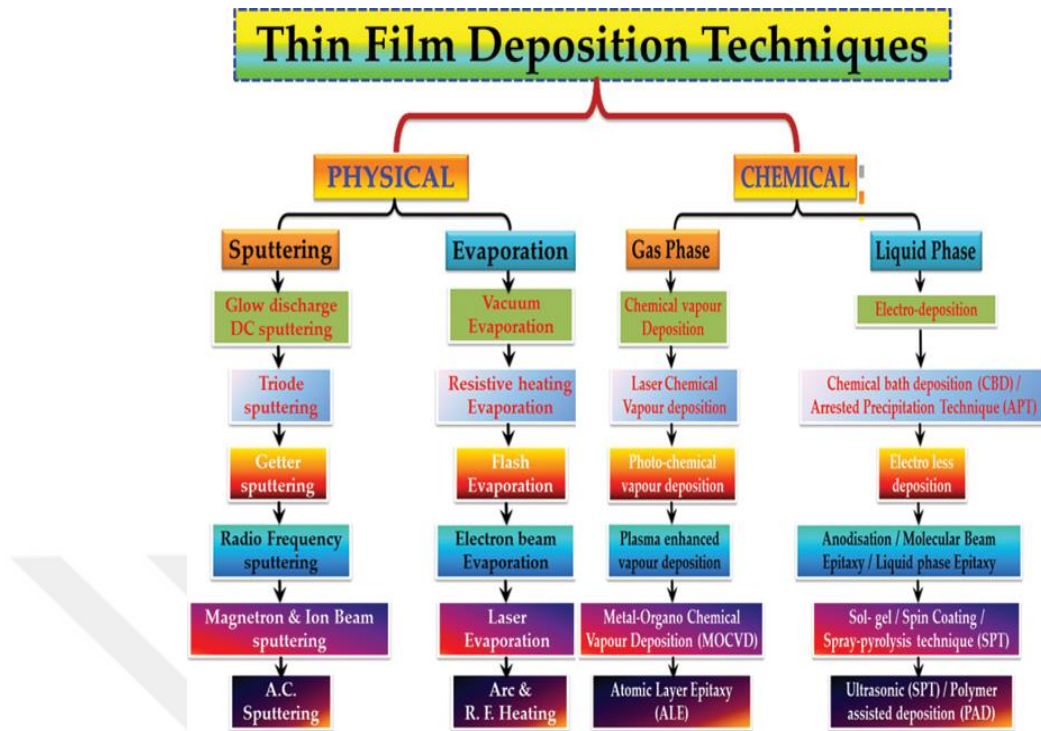 Thin Film Deposition Techniques
PHYSICAL
CHEMICAL
Sputtering
Evaporation
Gas Phase
Liquid Phase
Glow discharge
DC sputtering
Vacuum
Evaporation
Chemical vapour
Deposition
Electro-deposition
Triode
sputtering
Resistive heating
Evaporation
Laser Chemical
Vapour deposition
Chemical bath deposition (CBD) /
Arrested Precipitation Technique (APT)
Getter
sputtering
Flash
Evaporation
Photo-chemical
vapour deposition
Electro less
deposition
Radio Frequency
sputtering
Electron beam
Evaporation
Plasma enhanced
vapour deposition
Anodisation / Molecular Beam
Epitaxy / Liquid phase Epitaxy
Magnetron & Ion Beam
sputtering
Laser
Evaporation
Metal-Organo Chemical
Vapour Deposition (MOCVD)
Sol- gel / Spin Coating /
Spray-pyrolysis technique (SPT)
A.C.
Sputtering
Arc &
R. F. Heating
Atomic Layer Epitaxy
(ALE)
Ultrasonic (SPT) / Polymer
assisted deposition (PAD)